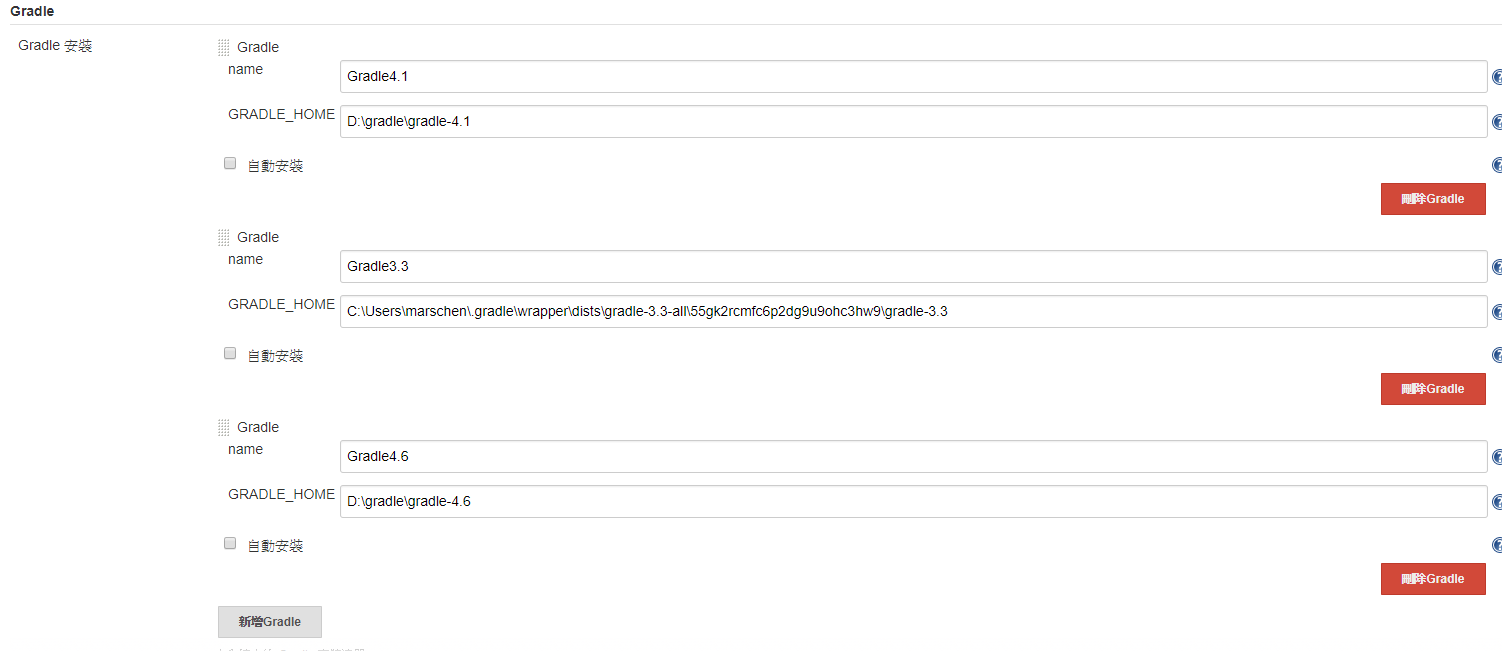 Gradle
Gradle 安裝
Gradle
name
Gradle4.1
GRADLE_HOME
D:\gradle\gradle-4.1
自動安裝
刪除Gradle
Gradle
name
Gradle3.3
GRADLE_HOME
C:\Users\marschen\.gradle\wrapper\dists\gradle-3.3-all\55gk2rcmfc6p2dg9u9ohc3hw9\gradle-3.3
自動安裝
刪除Gradle
Gradle
name
Gradle4.6
GRADLE_HOME
D:\gradle\gradle-4.6
自動安裝
刪除Gradle
新增Gradle